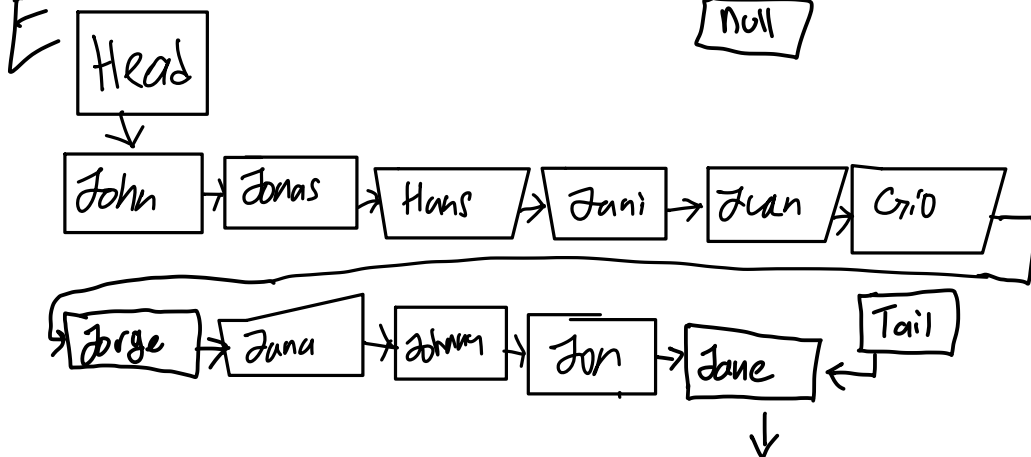 E
Head
Null
John Jonas Hans Jani Juan Gio
Jorge Jana Johnny Jon Jane Tail